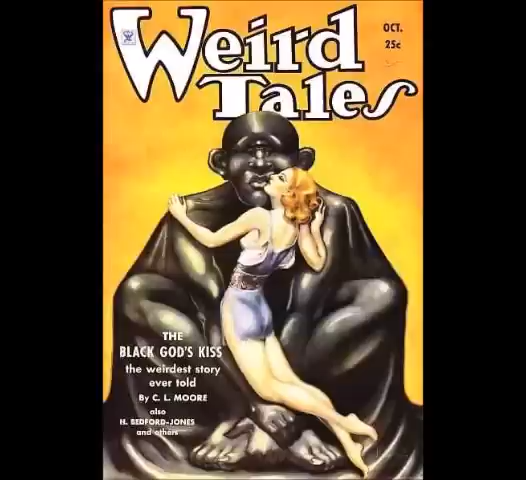 Weird
Tales
OCT.
25c
THE
BLACK GOD'S KISS
the weirdest story
ever told
By C. L. MOORE
also
H. BEDFORD-JONES
and others